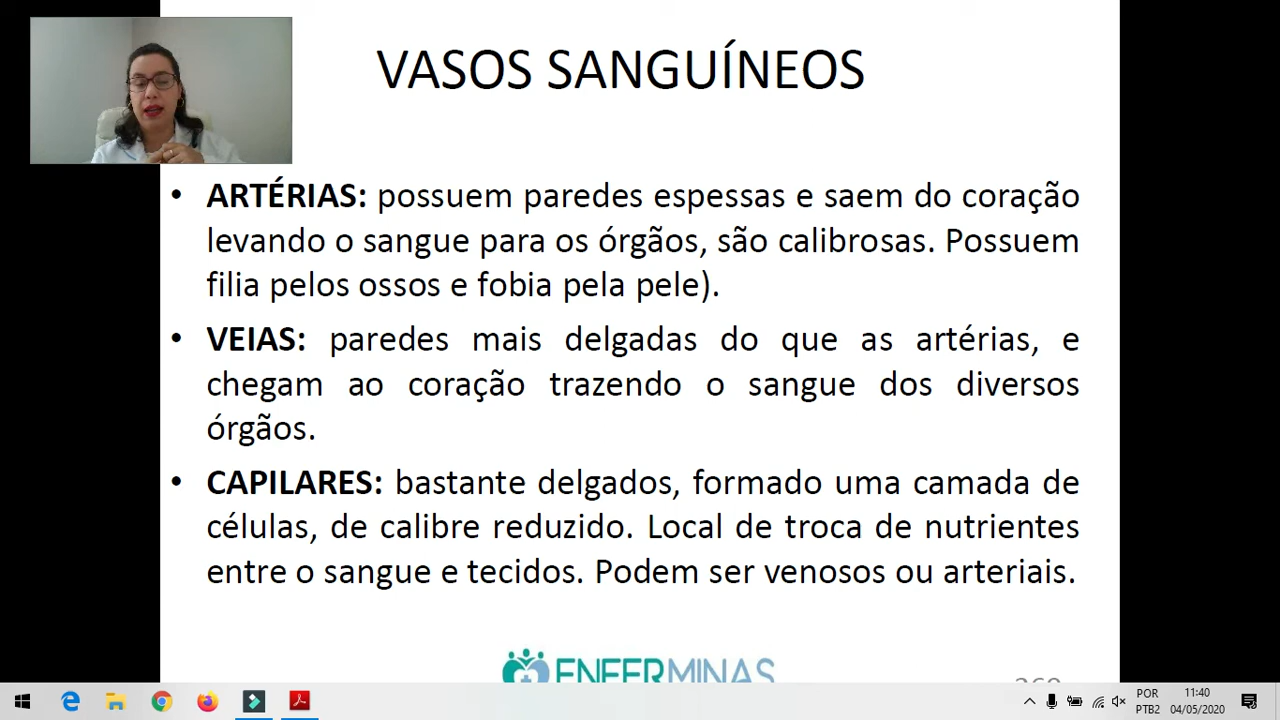 VASOS SANGUÍNEOS
• ARTÉRIAS: possuem paredes espessas e saem do coração
levando o sangue para os órgãos, são calibrosas. Possuem
filia pelos ossos e fobia pela pele).
• VEIAS: paredes mais delgadas do que as artérias, e
chegam ao coração trazendo o sangue dos diversos
órgãos.
• CAPILARES: bastante delgados, formado uma camada de
células, de calibre reduzido. Local de troca de nutrientes
entre o sangue e tecidos. Podem ser venosos ou arteriais.
ENFERMINAS
POR
PTB2
11:40
04/05/2020